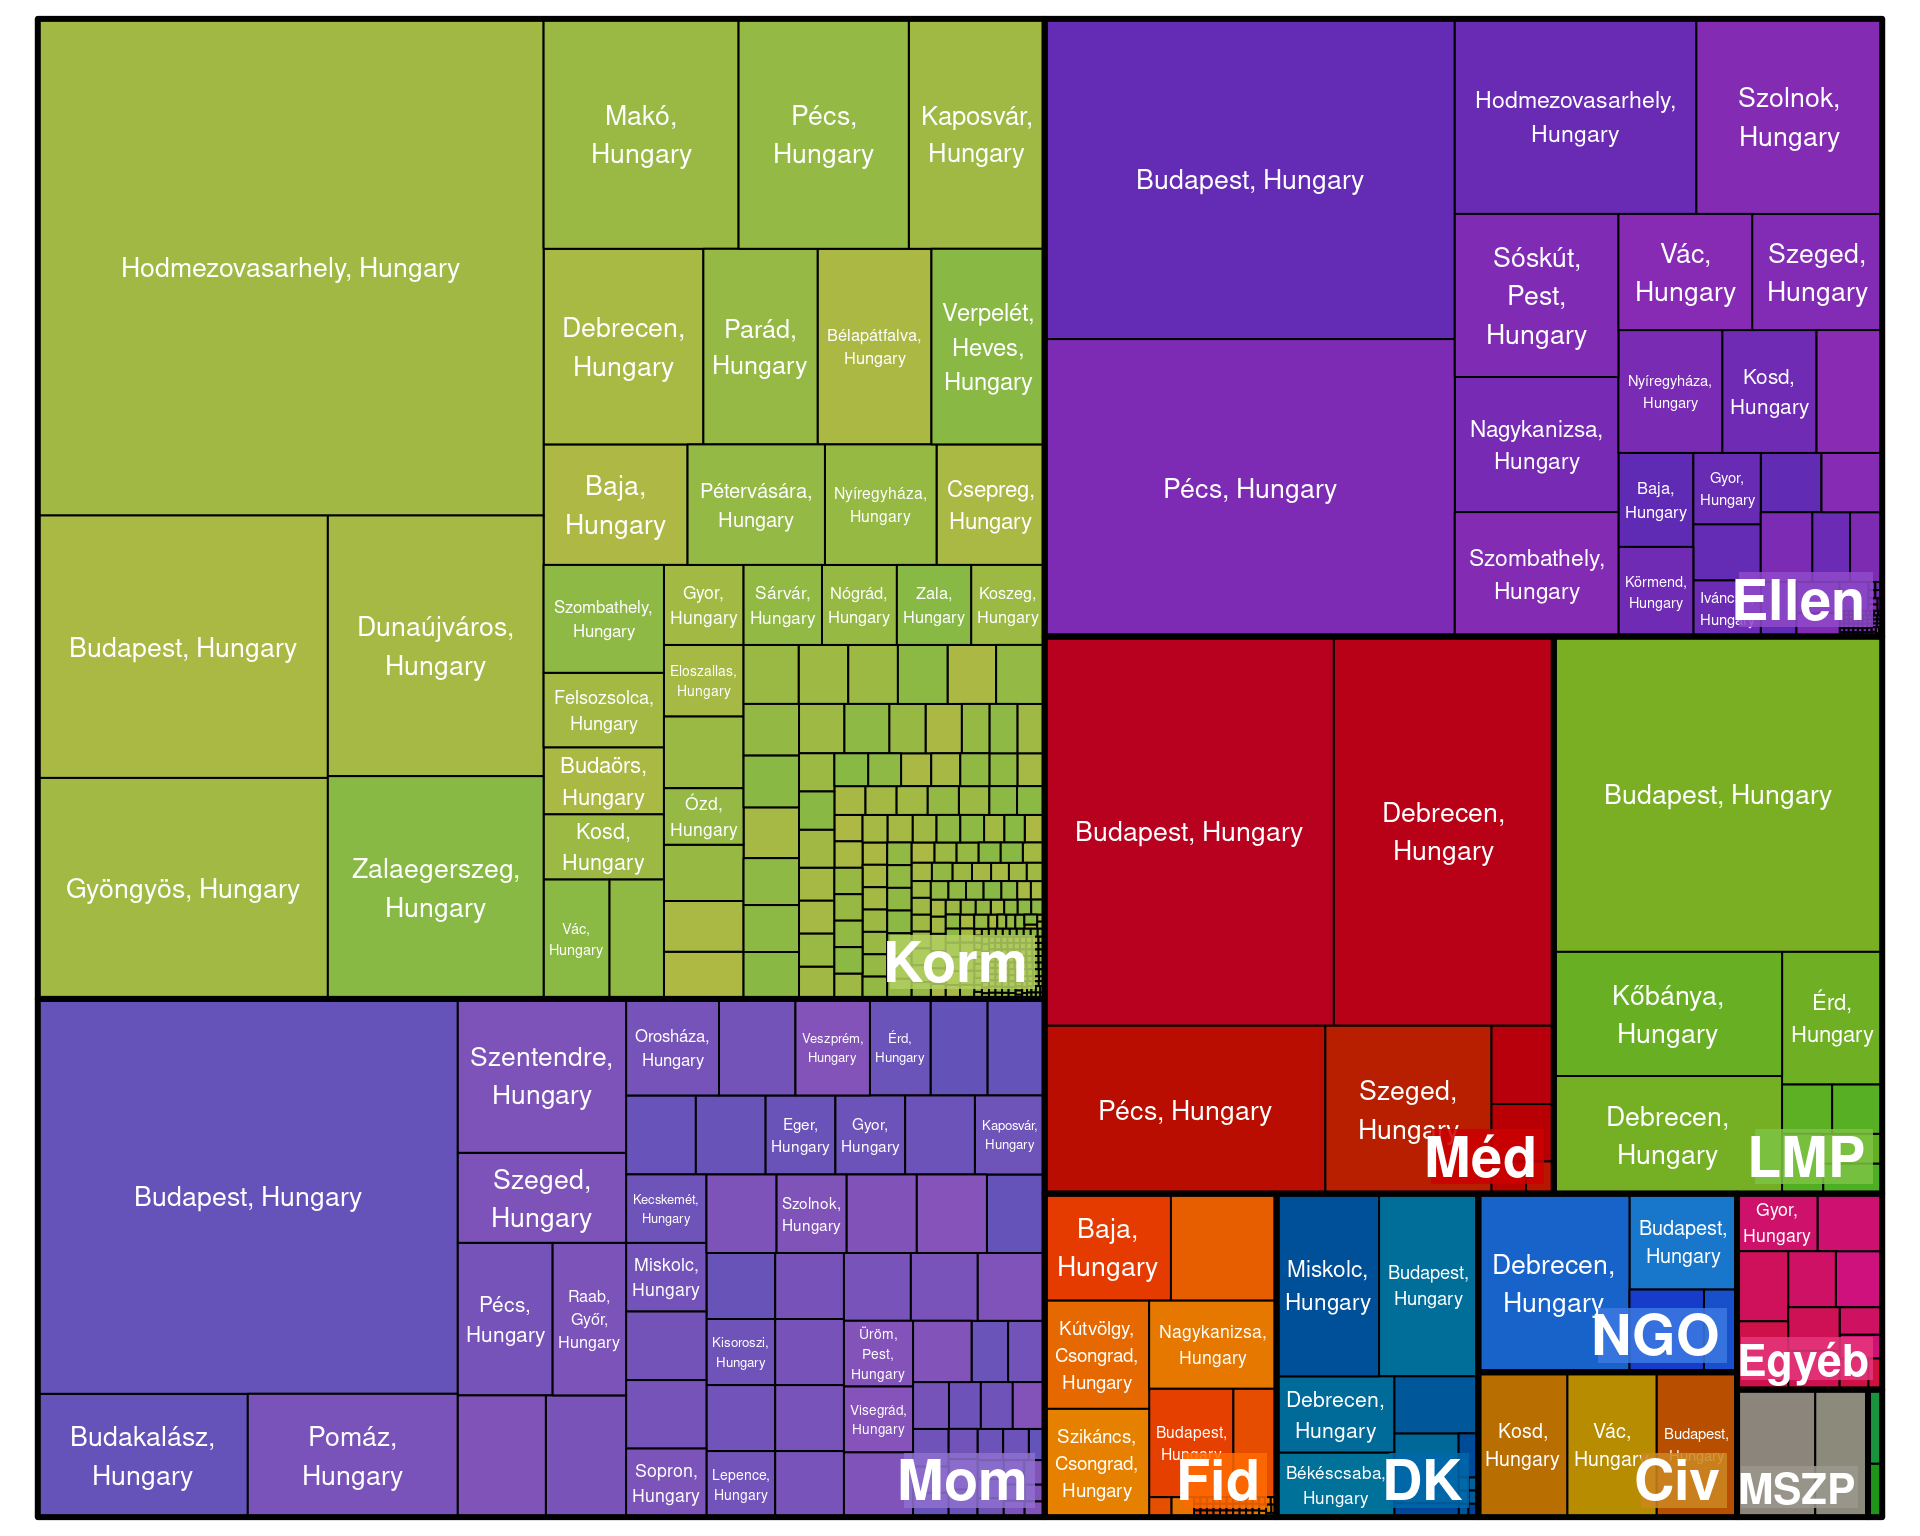 Hodmezovasarhely, Hungary
Makó,
Hungary
Pécs,
Hungary
Kaposvár,
Hungary
Debrecen,
Hungary
Parád,
Hungary
Bélapátfalva,
Hungary
Verpelét,
Heves,
Hungary
Baja,
Hungary
Pétervására,
Hungary
Nyíregyháza,
Hungary
Csepreg,
Hungary
Budapest, Hungary
Dunaújváros,
Hungary
Gyöngyös, Hungary
Zalaegerszeg,
Hungary
Szombathely,
Hungary
Gyor,
Hungary
Sárvár,
Hungary
Nógrád,
Hungary
Zala,
Hungary
Koszeg,
Hungary
Felsozsolca,
Hungary
Eloszallas,
Hungary
Budaörs,
Hungary
Ózd,
Hungary
Kosd,
Hungary
Vác,
Hungary
Korm
Budapest, Hungary
Hodmezovasarhely,
Hungary
Szolnok,
Hungary
Pécs, Hungary
Sóskút,
Pest,
Hungary
Vác,
Hungary
Szeged,
Hungary
Nagykanizsa,
Hungary
Nyíregyháza,
Hungary
Kosd,
Hungary
Szombathely,
Hungary
Baja,
Hungary
Gyor,
Hungary
Körmend,
Hungary
Ellen
Budapest, Hungary
Debrecen,
Hungary
Pécs, Hungary
Szeged,
Hungary
Méd
Budapest, Hungary
Kőbánya,
Hungary
Érd,
Hungary
Debrecen,
Hungary
LMP
Budapest, Hungary
Szentendre,
Hungary
Szeged,
Hungary
Pécs,
Hungary
Raab,
Győr,
Hungary
Budakalász,
Hungary
Pomáz,
Hungary
Orosháza,
Hungary
Veszprém,
Hungary
Érd,
Hungary
Eger,
Hungary
Gyor,
Hungary
Kaposvár,
Hungary
Kecskemét,
Hungary
Szolnok,
Hungary
Miskolc,
Hungary
Kisoroszi,
Hungary
Üröm,
Pest,
Hungary
Visegrád,
Hungary
Sopron,
Hungary
Lepence,
Hungary
Mom
Baja,
Hungary
Kútvölgy,
Csongrad,
Hungary
Nagykanizsa,
Hungary
Szikáncs,
Csongrad,
Hungary
Budapest,
Hungary
Fid
Miskolc,
Hungary
Budapest,
Hungary
Debrecen,
Hungary
Békéscsaba,
Hungary
DK
Debrecen,
Hungary
Budapest,
Hungary
NGO
Gyor,
Hungary
Egyéb
Kosd,
Hungary
Vác,
Hungary
Budapest,
Civ
MSZP